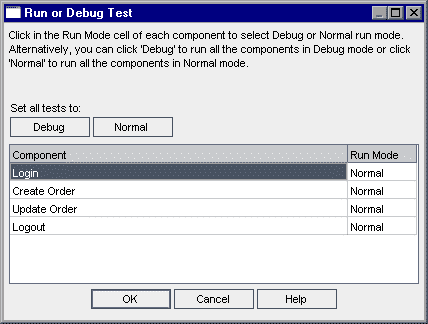 Run or Debug Test
Click in the Run Mode cell of each component to select Debug or Normal run mode.
Alternatively, you can click 'Debug' to run all the components in Debug mode or click
'Normal' to run all the components in Normal mode.
Set all tests to:
Debug Normal
Component Run Mode
Login Normal
Create Order Normal
Update Order Normal
Logout Normal
OK Cancel Help